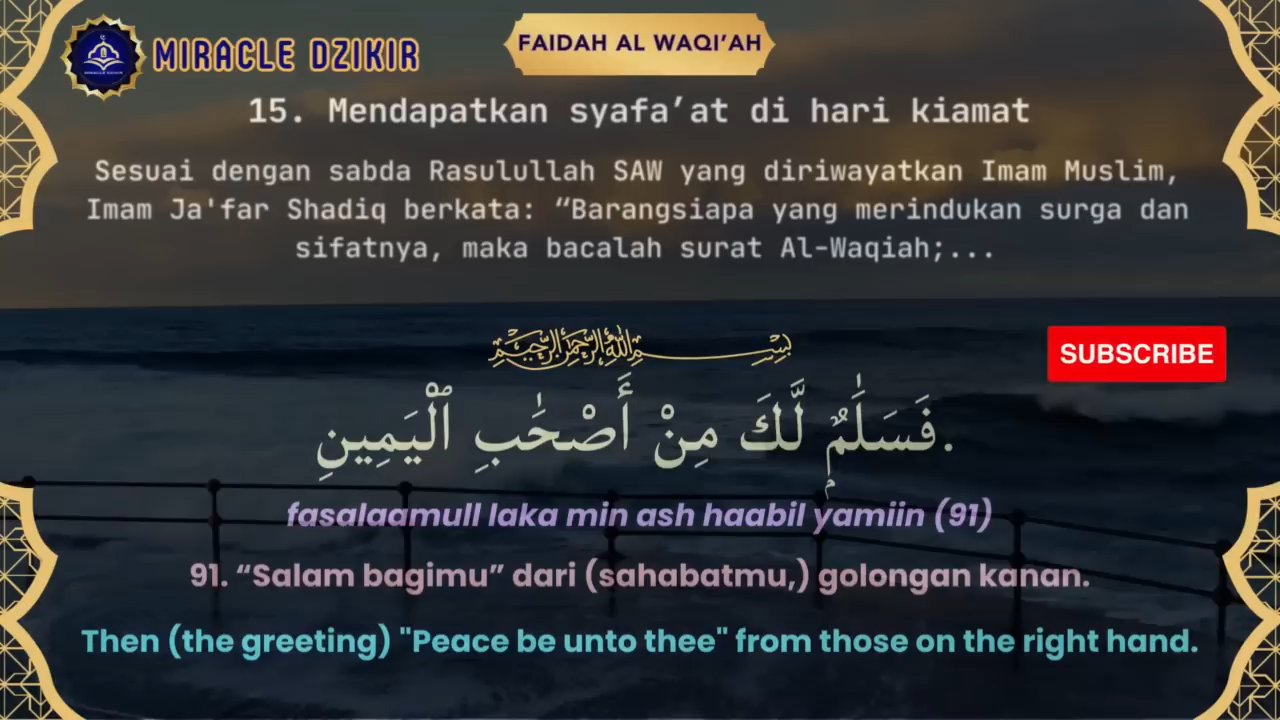 MIRACLE DZIKIR
FAIDAH AL WAQI’AH
15. Mendapatkan syafa’at di hari kiamat
Sesuai dengan sabda Rasulullah SAW yang diriwayatkan Imam Muslim,
Imam Ja'far Shadiq berkata: “Barangsiapa yang merindukan surga dan
sifatnya, maka bacalah surat Al-Waqiah;...
بِسْمِ اللهِ الرَّحْمٰنِ الرَّحِيْمِ
SUBSCRIBE
.فَسَلَٰمٌۭ لَّكَ مِنْ أَصْحَٰبِ ٱلْيَمِينِ
fasalaamull laka min ash haabil yamiin (91)
91. “Salam bagimu” dari (sahabatmu,) golongan kanan.
Then (the greeting) "Peace be unto thee" from those on the right hand.